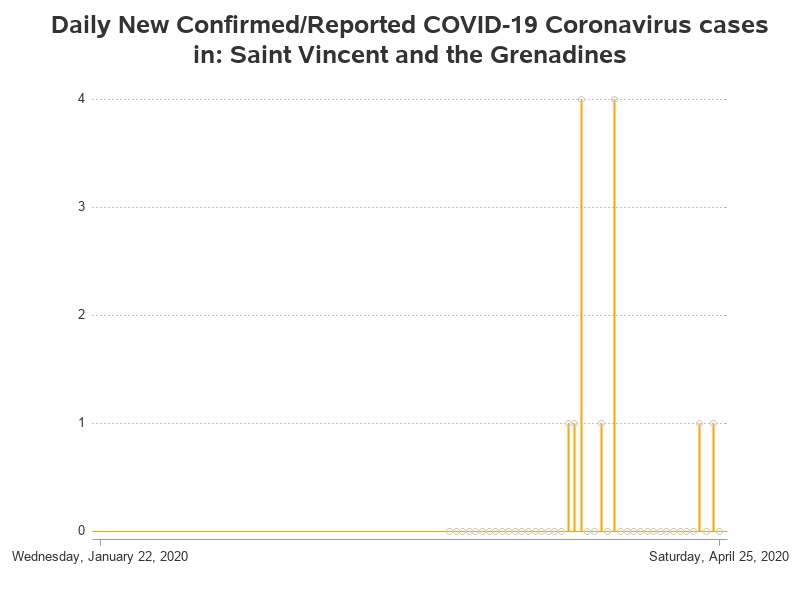 Daily New Confirmed/Reported COVID-19 Coronavirus cases
in: Saint Vincent and the Grenadines
4
3
2
1
0
Wednesday, January 22, 2020
Saturday, April 25, 2020